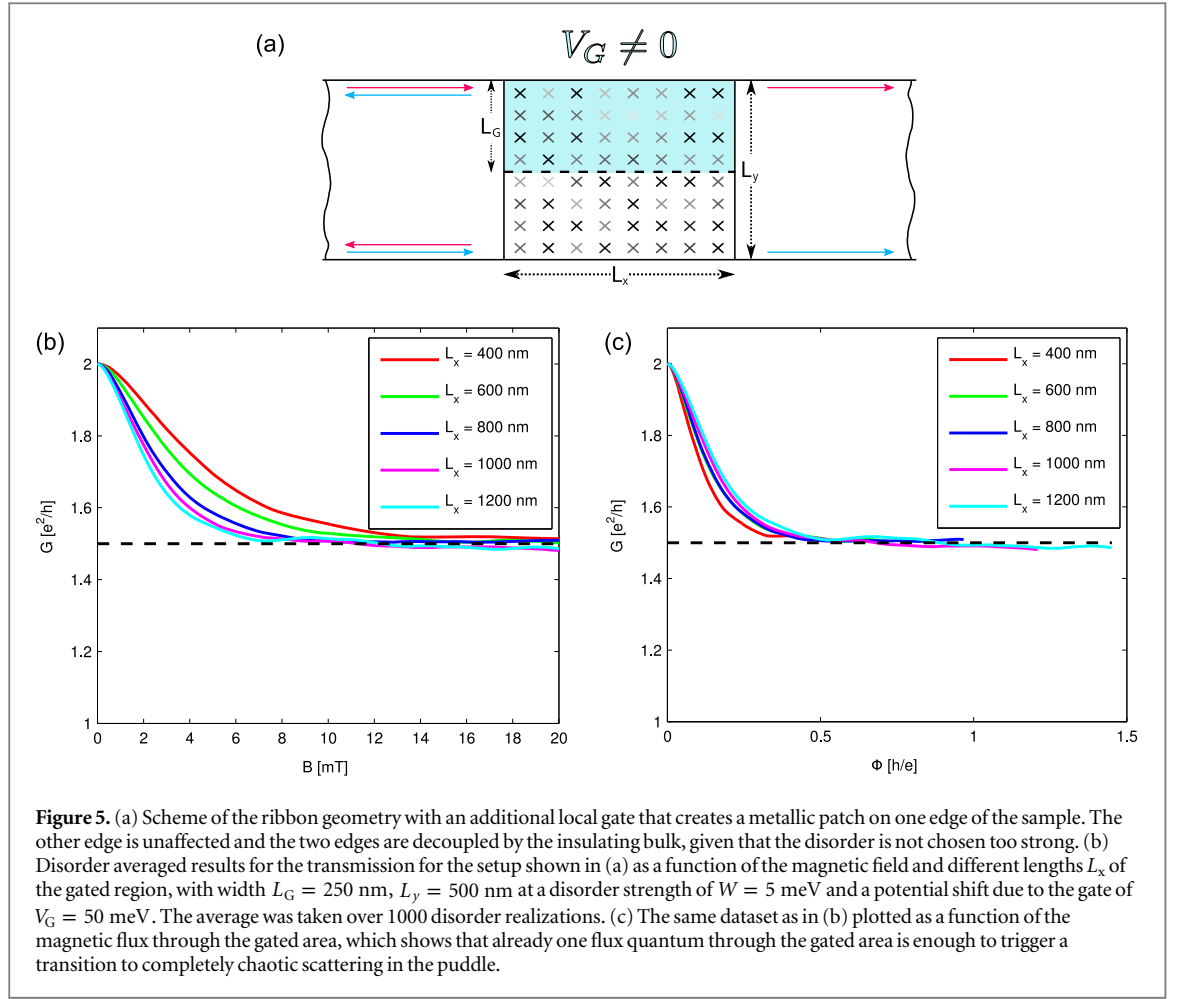 (a)
V_G ≠ 0
L_G
L_y
L_x
(b)
G [e²/h]
2
1.8
1.6
1.4
1.2
1
0 2 4 6 8 10 12 14 16 18 20
B [mT]
L_x = 400 nm
L_x = 600 nm
L_x = 800 nm
L_x = 1000 nm
L_x = 1200 nm
(c)
G [e²/h]
2
1.8
1.6
1.4
1.2
1
0 0.5 1 1.5
Φ [h/e]
L_x = 400 nm
L_x = 600 nm
L_x = 800 nm
L_x = 1000 nm
L_x = 1200 nm
Figure 5. (a) Scheme of the ribbon geometry with an additional local gate that creates a metallic patch on one edge of the sample. The
other edge is unaffected and the two edges are decoupled by the insulating bulk, given that the disorder is not chosen too strong. (b)
Disorder averaged results for the transmission for the setup shown in (a) as a function of the magnetic field and different lengths L_x of
the gated region, with width L_G = 250 nm, L_y = 500 nm at a disorder strength of W = 5 meV and a potential shift due to the gate of
V_G = 50 meV. The average was taken over 1000 disorder realizations. (c) The same dataset as in (b) plotted as a function of the
magnetic flux through the gated area, which shows that already one flux quantum through the gated area is enough to trigger a
transition to completely chaotic scattering in the puddle.